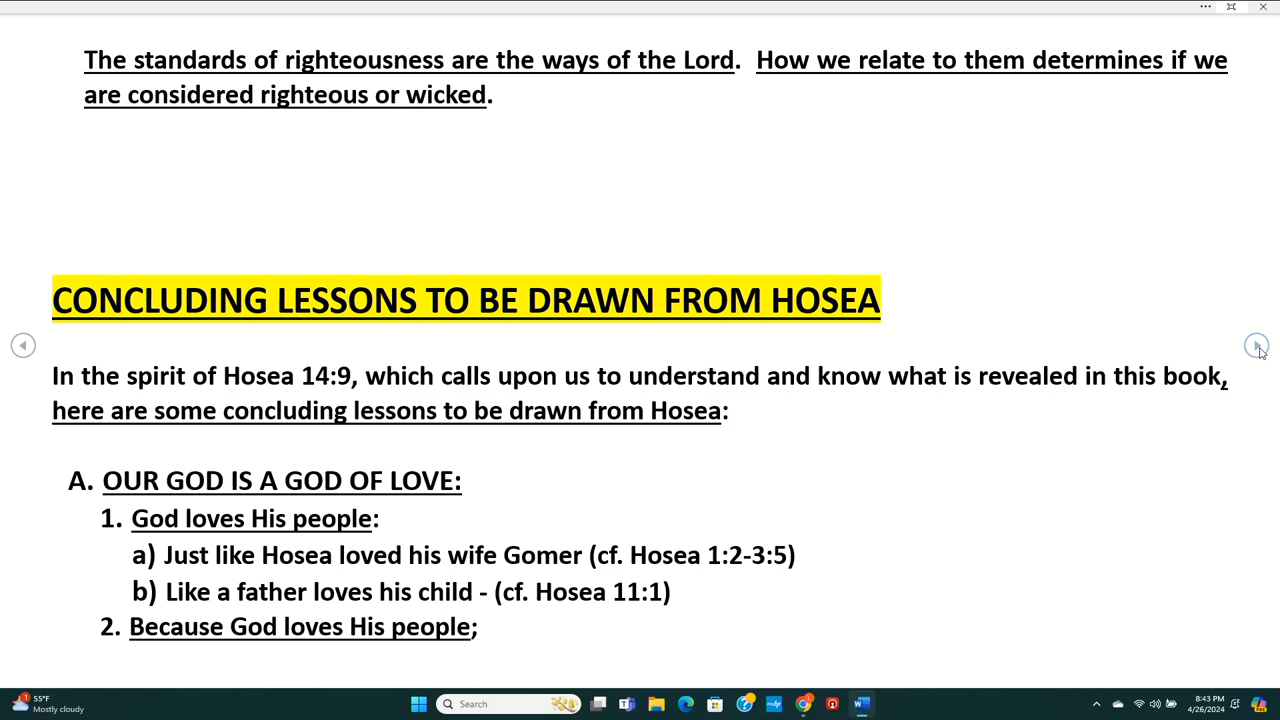 The standards of righteousness are the ways of the Lord. How we relate to them determines if we
are considered righteous or wicked.
CONCLUDING LESSONS TO BE DRAWN FROM HOSEA
In the spirit of Hosea 14:9, which calls upon us to understand and know what is revealed in this book,
here are some concluding lessons to be drawn from Hosea:
A. OUR GOD IS A GOD OF LOVE:
1. God loves His people:
a) Just like Hosea loved his wife Gomer (cf. Hosea 1:2-3:5)
b) Like a father loves his child - (cf. Hosea 11:1)
2. Because God loves His people;
1
55°F
Mostly cloudy
Search
8:43 PM
4/26/2024